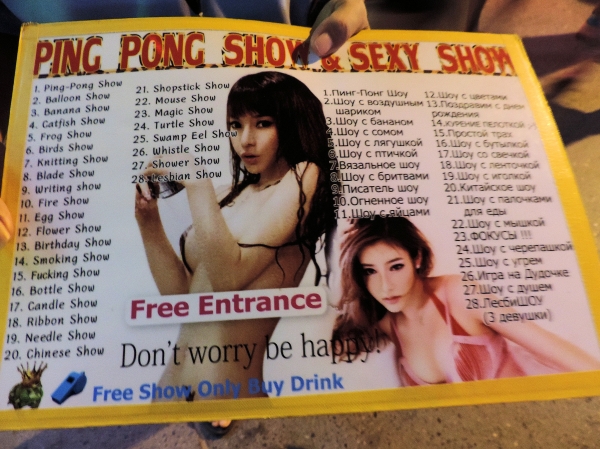 PING PONG SHOW & SEXY SHOW
1. Ping-Pong Show
2. Balloon Show
3. Banana Show
4. Catfish Show
5. Frog Show
6. Birds Show
7. Knitting Show
8. Blade Show
9. Writing show
10. Fire Show
11. Egg Show
12. Flower Show
13. Birthday Show
14. Smoking Show
15. Fucking Show
16. Bottle Show
17. Candle Show
18. Ribbon Show
19. Needle Show
20. Chinese Show
21. Shopstick Show
22. Mouse Show
23. Magic Show
24. Turtle Show
25. Swamp Eel Show
26. Whistle Show
27. Shower Show
28. Lesbian Show
1.Пинг-Понг Шоу
2.Шоу с воздушным
шариком
3.Шоу с бананом
4.Шоу с сомом
5.Шоу с лягушкой
6.Шоу с птичкой
7.Вязальное шоу
8.Шоу с бритвами
9.Писатель шоу
10.Огненное шоу
11.Шоу с яйцами
12.Шоу с цветами
13.Поздравим с днем
рождения
14.курение пелоткой
15.Простой трах
16.Шоу с бутылкой
17.Шоу со свечкой
18.Шоу с ленточкой
19.Шоу с иголкой
20.Китайское шоу
21.Шоу с палочками
для еды
22.Шоу с мышкой
23.ФОКУСЫ !!!
24.Шоу с черепашкой
25.Шоу с угрем
26.Игра на Дудочке
27.Шоу с душем
28.ЛесбиШОУ
(3 девушки)
Free Entrance
Don't worry be happy!
Free Show Only Buy Drink